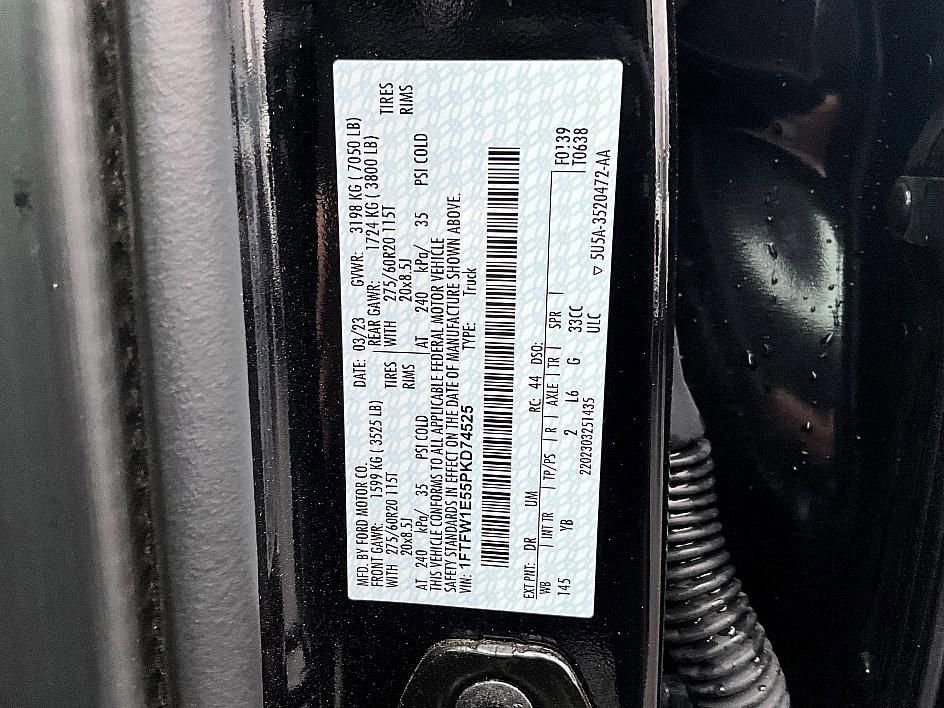 MFD. BY FORD MOTOR CO.
DATE: 03/23 GVWR: 3198 KG ( 7050 LB)
FRONT GAWR: 1599 KG ( 3525 LB)
REAR GAWR: 1724 KG ( 3800 LB)
WITH 275/60R20 115T TIRES
20x8.5J RIMS
WITH 275/60R20 115T TIRES
20x8.5J RIMS
AT 240 kPa/ 35 PSI COLD
AT 240 kPa/ 35 PSI COLD
THIS VEHICLE CONFORMS TO ALL APPLICABLE FEDERAL MOTOR VEHICLE
SAFETY STANDARDS IN EFFECT ON THE DATE OF MANUFACTURE SHOWN ABOVE.
VIN: 1FTFW1E55PKD74525 TYPE: Truck
EXT PNT: DR UM RC: 44 DSO:
WB INT TR TP/PS R AXLE TR SPR F0139
145 YB 2 L6 G 33CC T0638
2202303251435 ULC
▽ 5U5A-3520472-AA